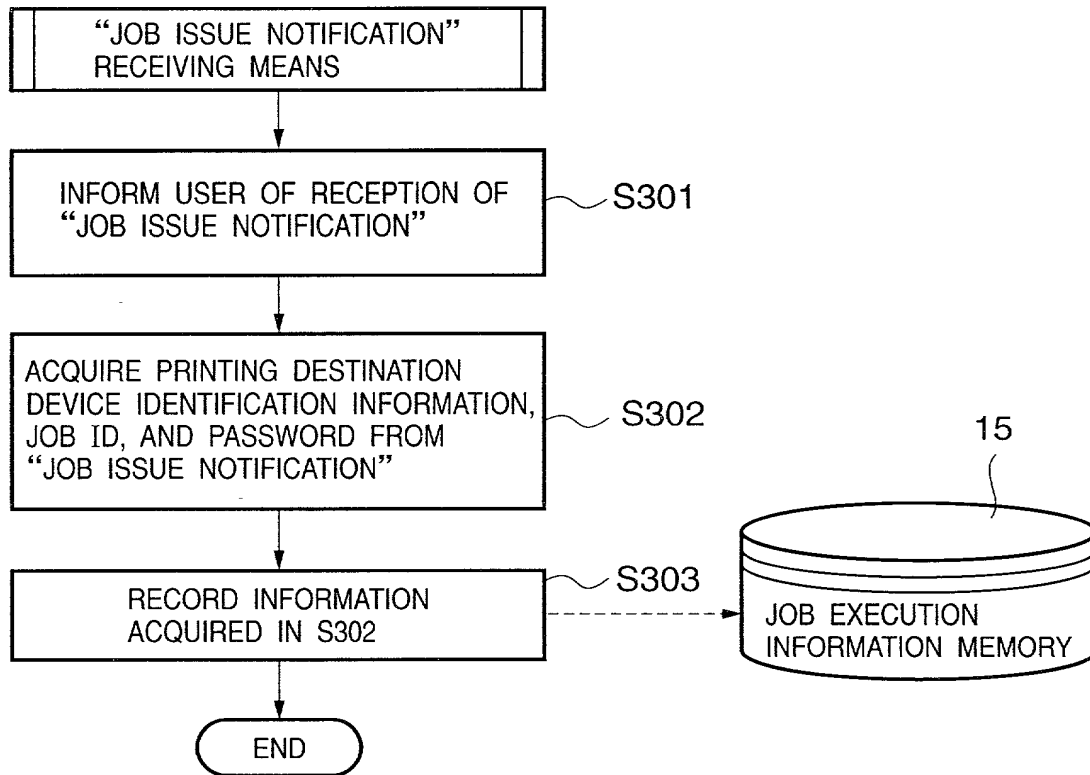 “JOB ISSUE NOTIFICATION”
RECEIVING MEANS
INFORM USER OF RECEPTION OF
“JOB ISSUE NOTIFICATION”
S301
ACQUIRE PRINTING DESTINATION
DEVICE IDENTIFICATION INFORMATION,
JOB ID, AND PASSWORD FROM
“JOB ISSUE NOTIFICATION”
S302
RECORD INFORMATION
ACQUIRED IN S302
S303
15
JOB EXECUTION
INFORMATION MEMORY
END